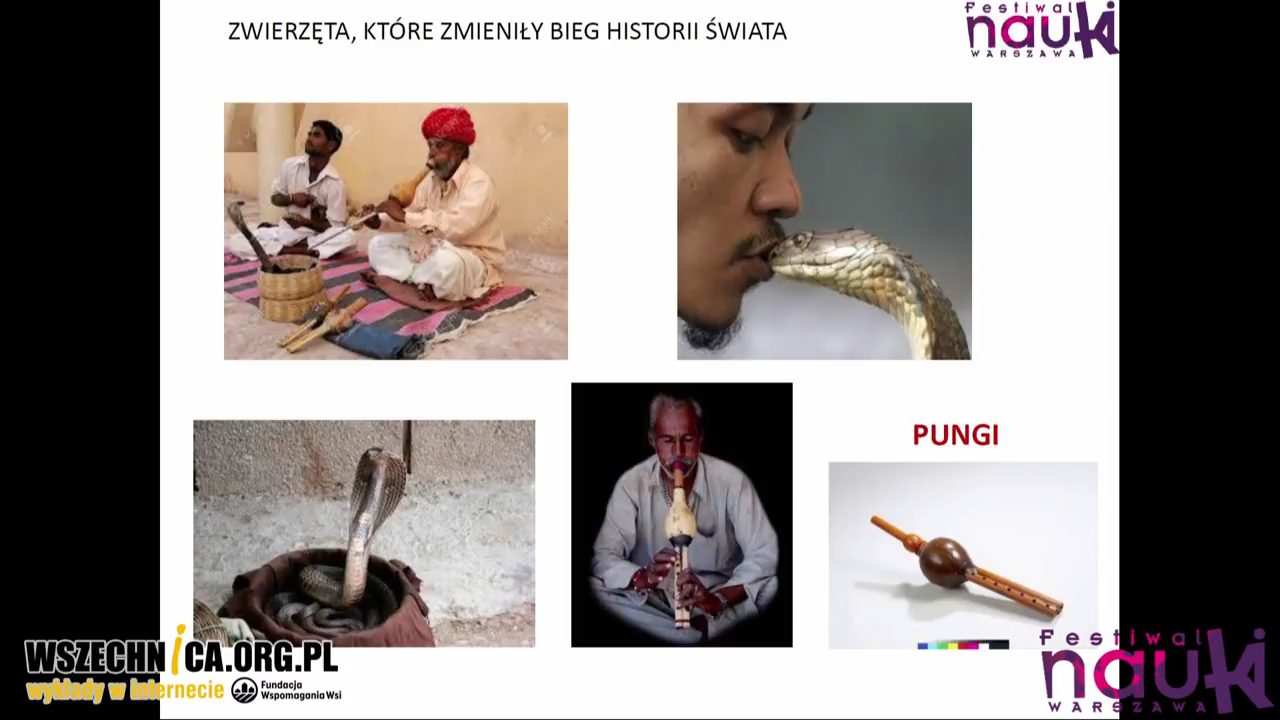 ZWIERZĘTA, KTÓRE ZMIENIŁY BIEG HISTORII ŚWIATA
Festiwal
nauki
WARSZAWA
PUNGI
WSZECHNiCA.ORG.PL
wykłady w internecie
Fundacja
Wspomagania Wsi
Festiwal
nauki
WARSZAWA